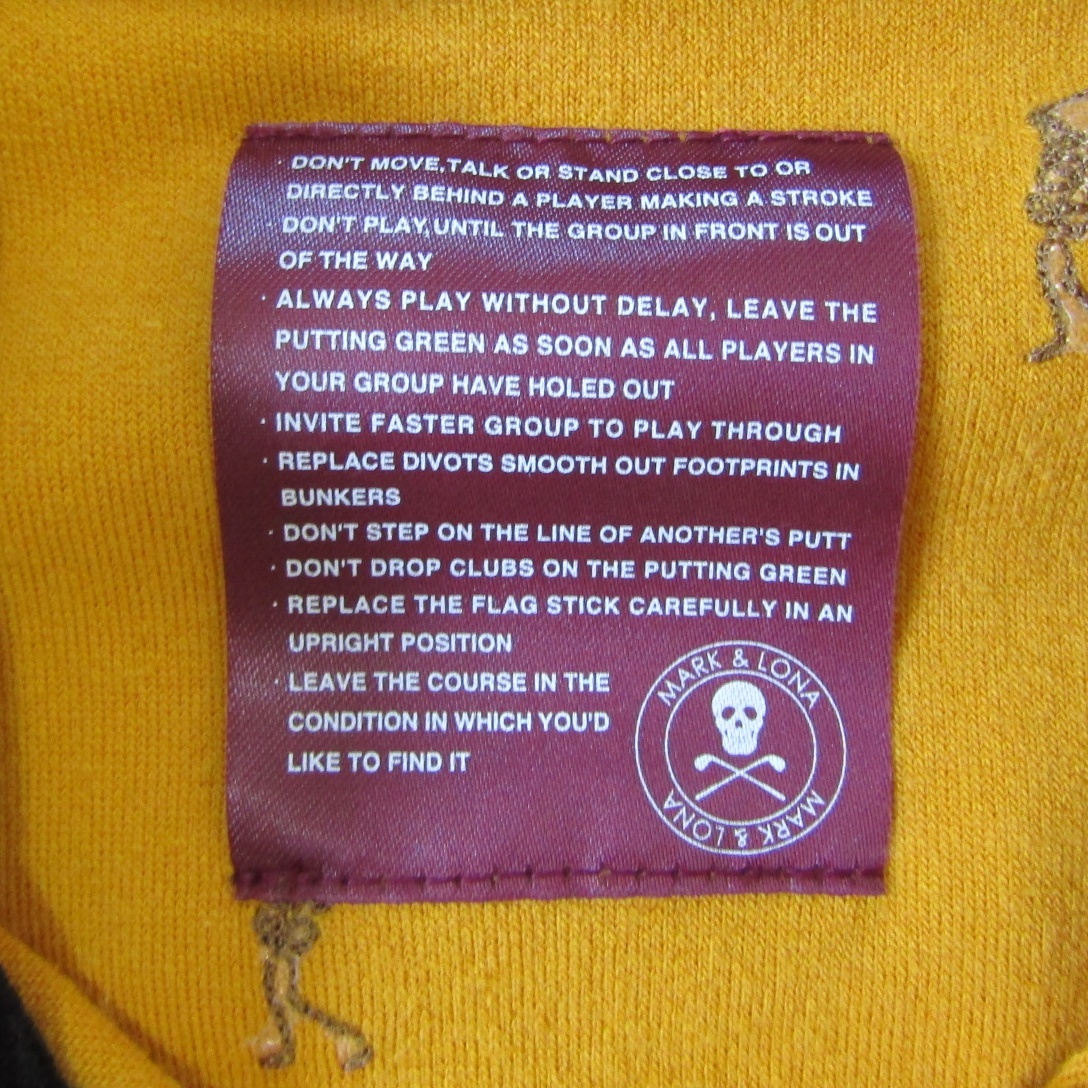 · DON'T MOVE,TALK OR STAND CLOSE TO OR
DIRECTLY BEHIND A PLAYER MAKING A STROKE
· DON'T PLAY,UNTIL THE GROUP IN FRONT IS OUT
OF THE WAY
· ALWAYS PLAY WITHOUT DELAY, LEAVE THE
PUTTING GREEN AS SOON AS ALL PLAYERS IN
YOUR GROUP HAVE HOLED OUT
· INVITE FASTER GROUP TO PLAY THROUGH
· REPLACE DIVOTS SMOOTH OUT FOOTPRINTS IN
BUNKERS
· DON'T STEP ON THE LINE OF ANOTHER'S PUTT
· DON'T DROP CLUBS ON THE PUTTING GREEN
· REPLACE THE FLAG STICK CAREFULLY IN AN
UPRIGHT POSITION
· LEAVE THE COURSE IN THE
CONDITION IN WHICH YOU'D
LIKE TO FIND IT
MARK & LONA
MARK & LONA